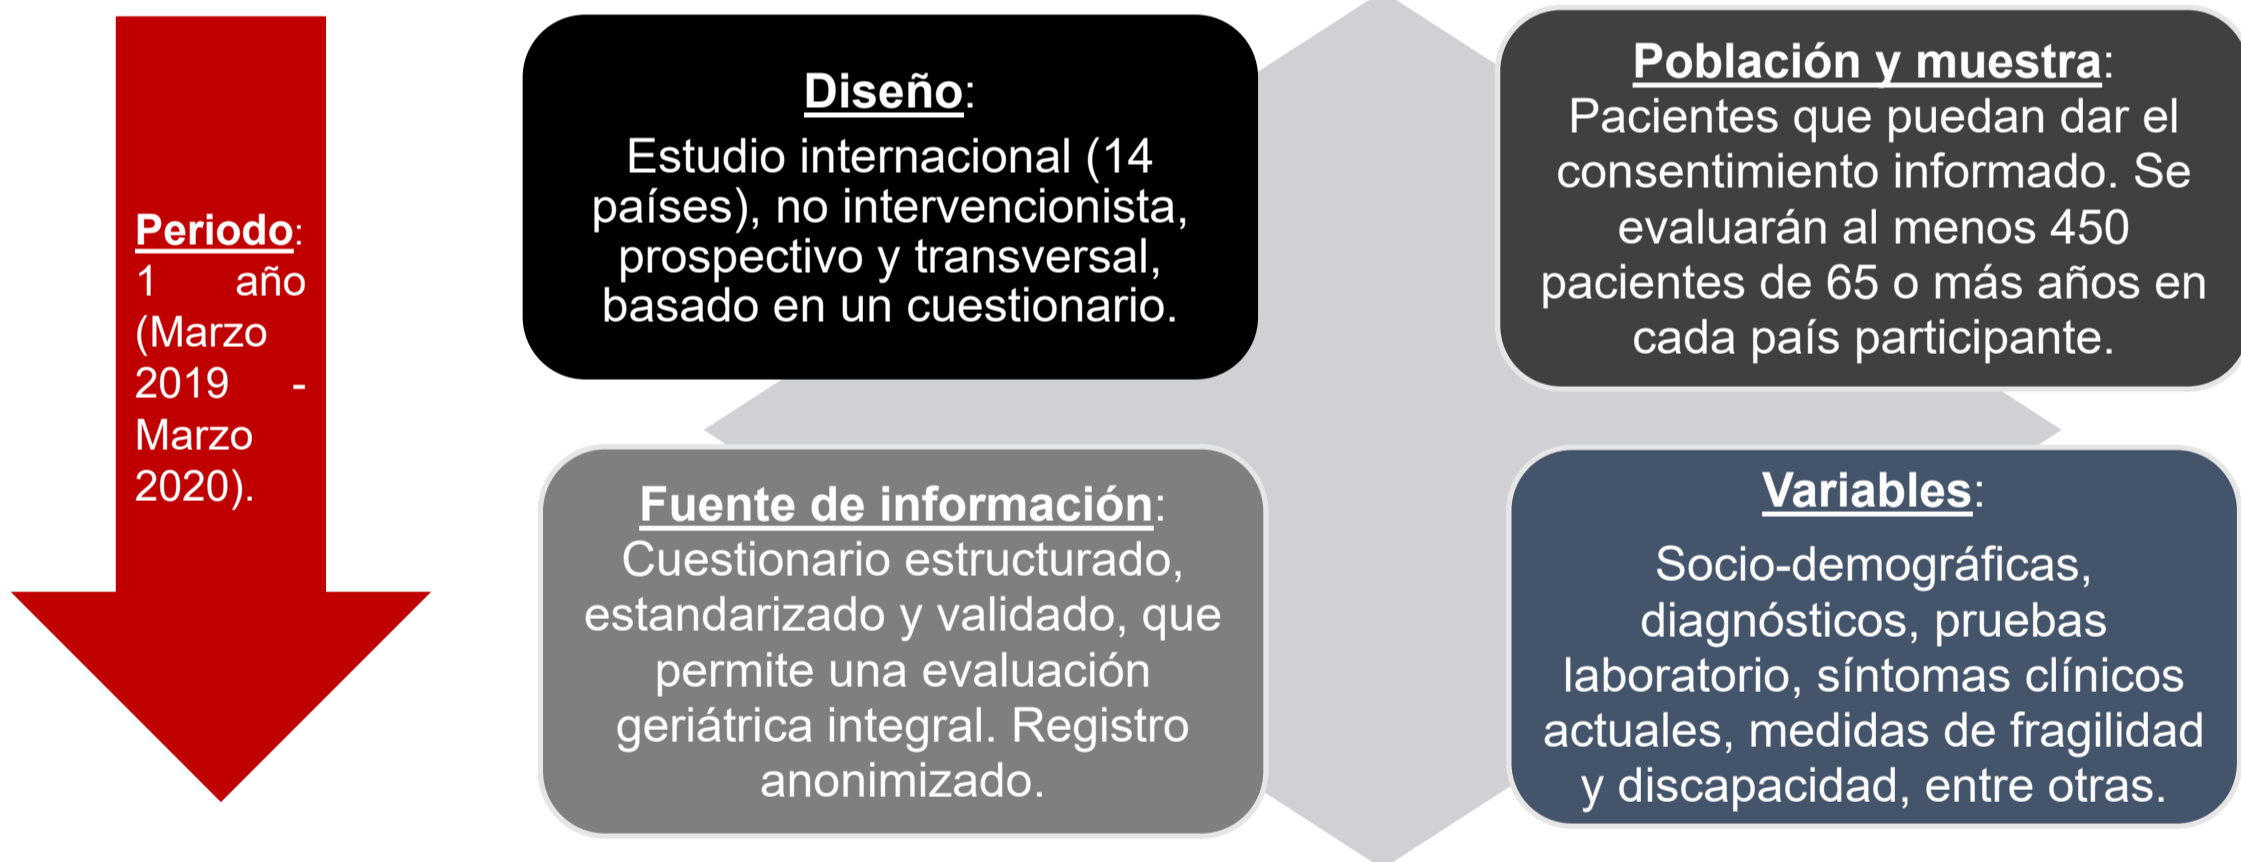 Periodo:
1 año
(Marzo
2019 -
Marzo
2020).
Diseño:
Estudio internacional (14
países), no intervencionista,
prospectivo y transversal,
basado en un cuestionario.
Población y muestra:
Pacientes que puedan dar el
consentimiento informado. Se
evaluarán al menos 450
pacientes de 65 o más años en
cada país participante.
Fuente de información:
Cuestionario estructurado,
estandarizado y validado, que
permite una evaluación
geriátrica integral. Registro
anonimizado.
Variables:
Socio-demográficas,
diagnósticos, pruebas
laboratorio, síntomas clínicos
actuales, medidas de fragilidad
y discapacidad, entre otras.